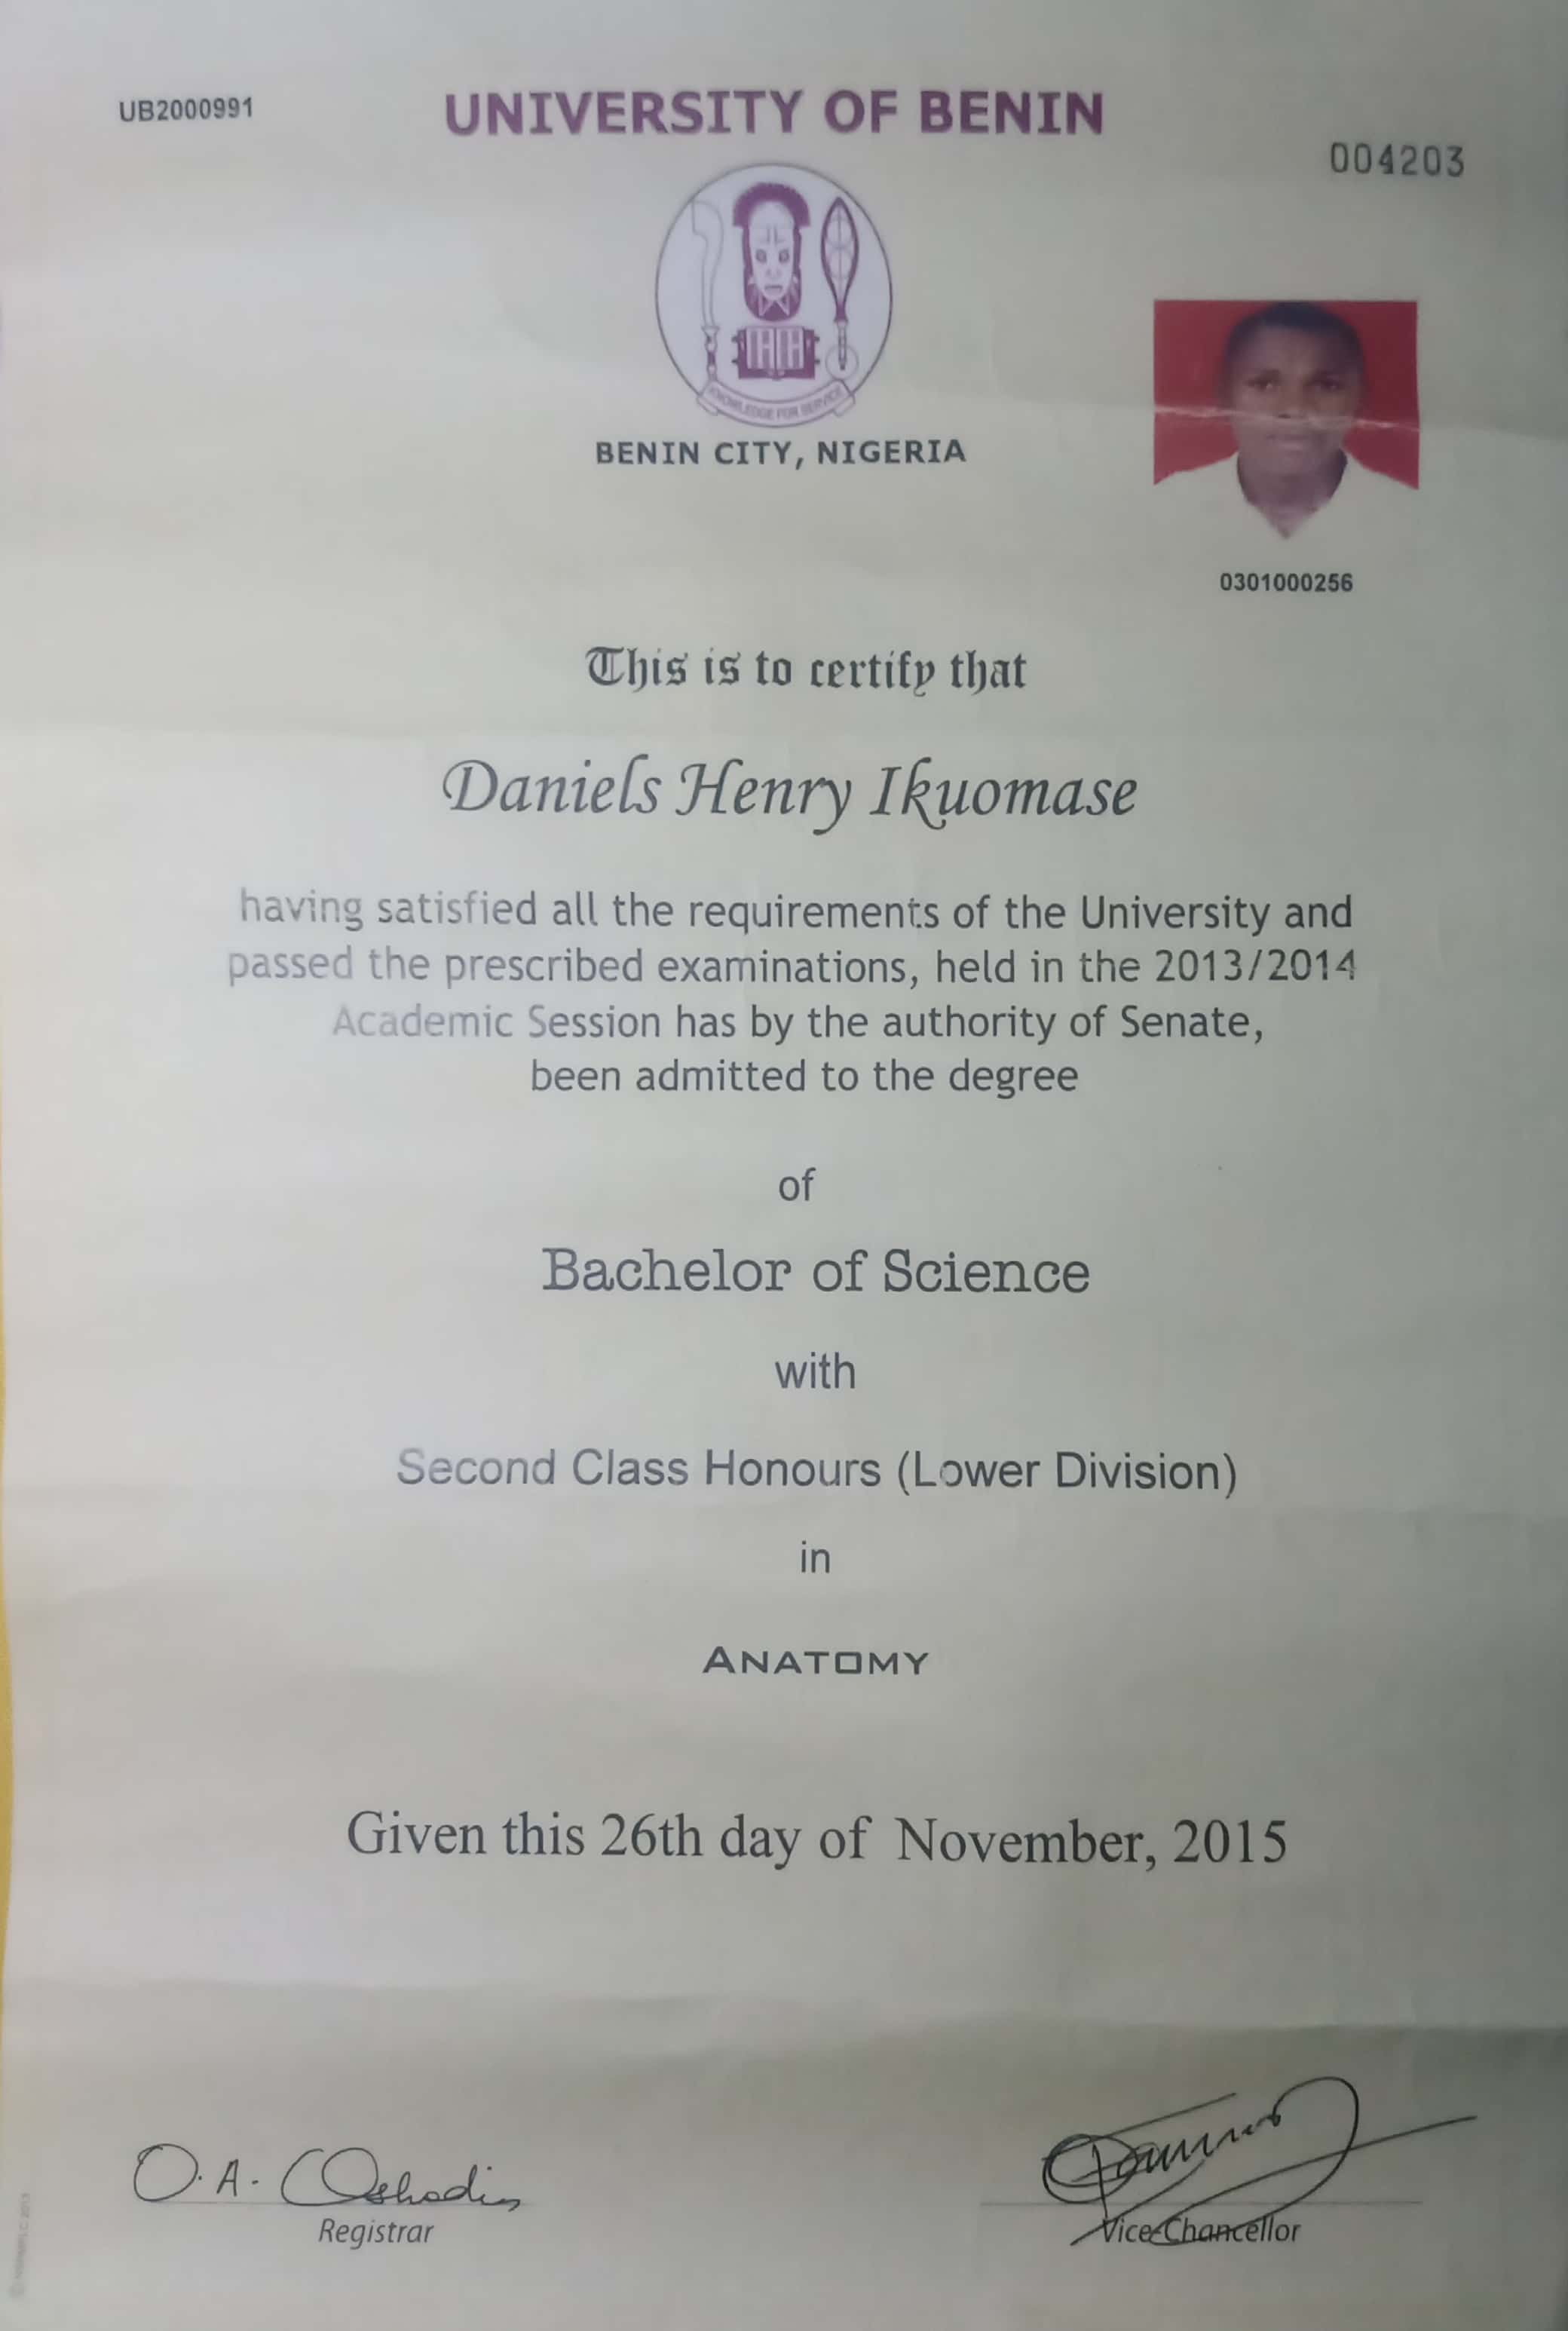 UB2000991
UNIVERSITY OF BENIN
004203
KNOWLEDGE FOR SERVICE
BENIN CITY, NIGERIA
0301000256
This is to certify that
Daniels Henry Ikuomase
having satisfied all the requirements of the University and
passed the prescribed examinations, held in the 2013/2014
Academic Session has by the authority of Senate,
been admitted to the degree
of
Bachelor of Science
with
Second Class Honours (Lower Division)
in
ANATOMY
Given this 26th day of November, 2015
O.A. Oshodin
Registrar
Vice-Chancellor